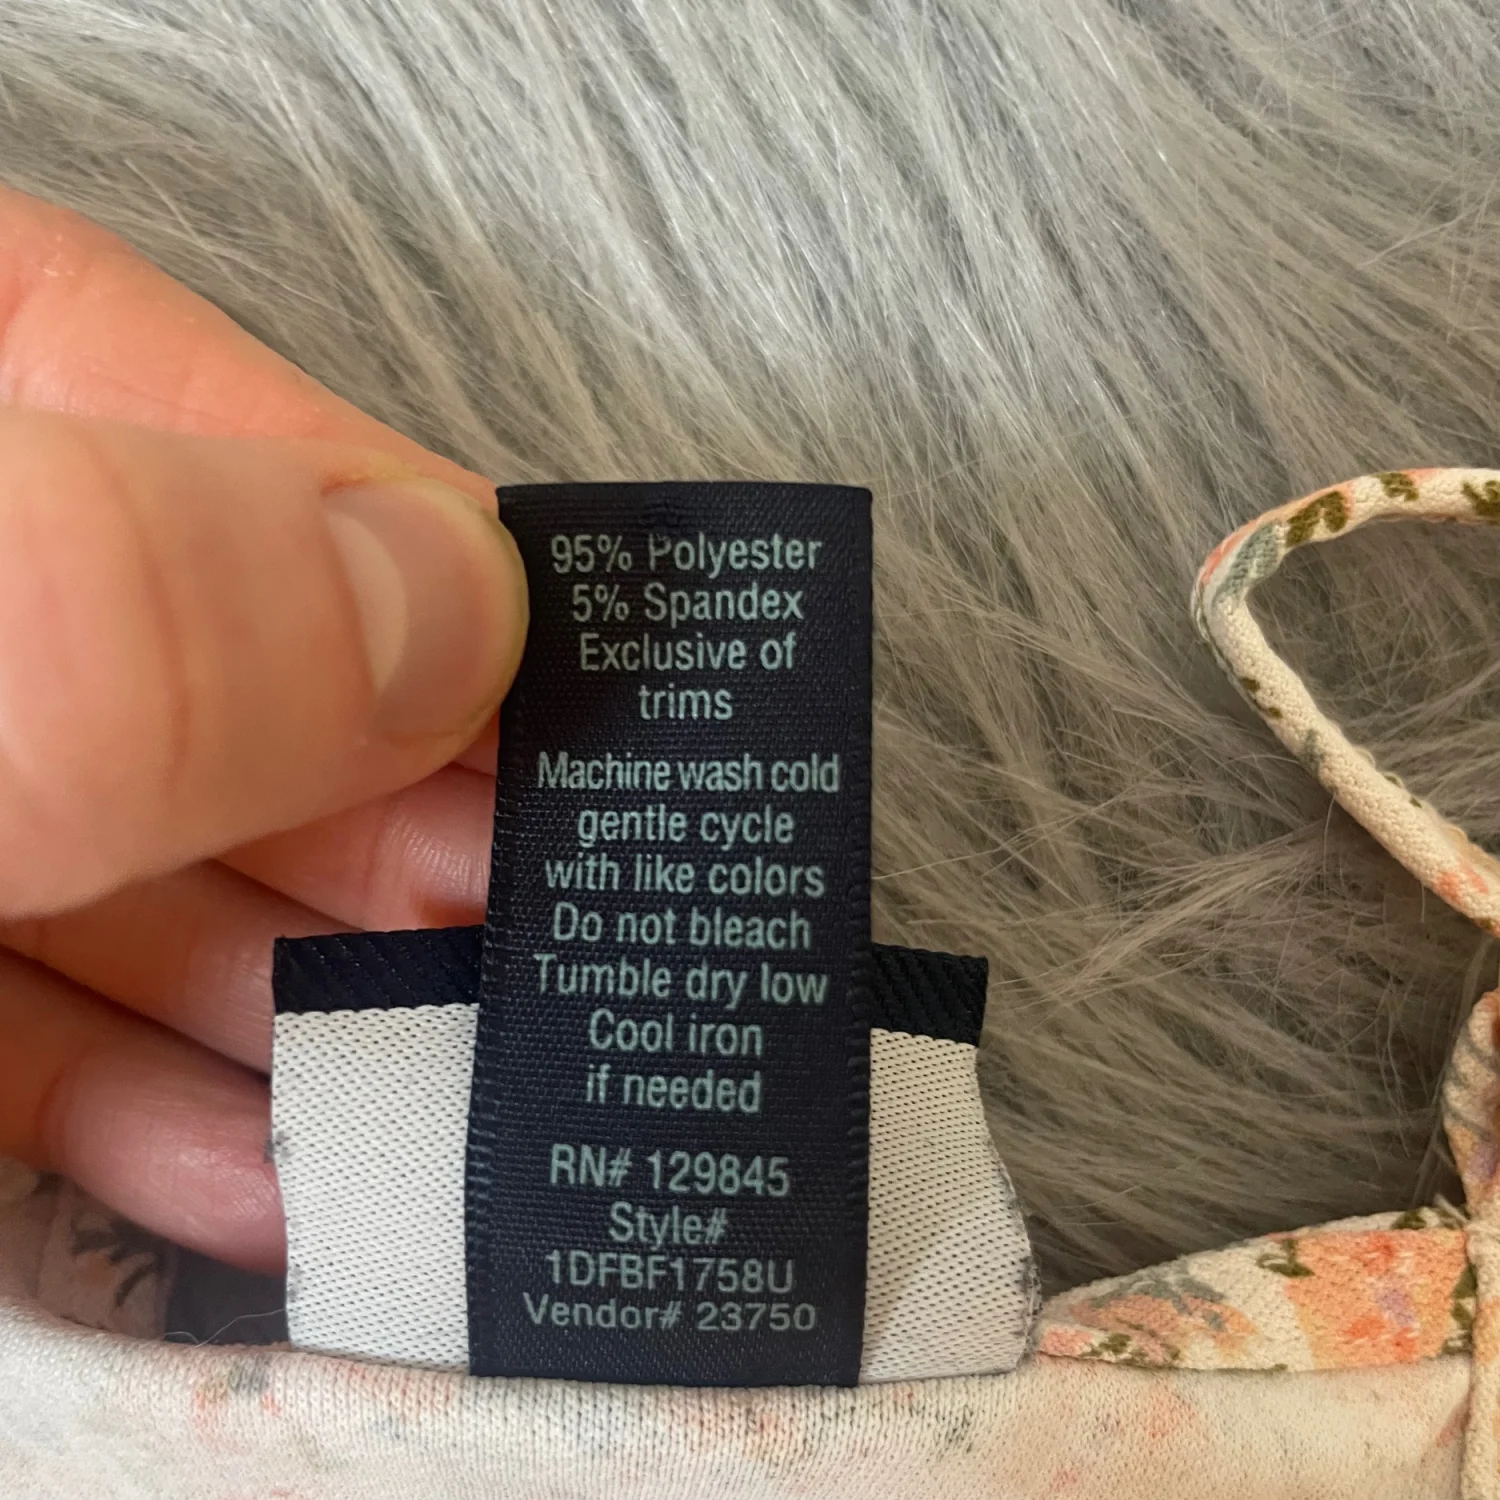 95% Polyester
5% Spandex
Exclusive of
trims
Machine wash cold
gentle cycle
with like colors
Do not bleach
Tumble dry low
Cool iron
if needed
RN# 129845
Style#
1DFBF1758U
Vendor# 23750